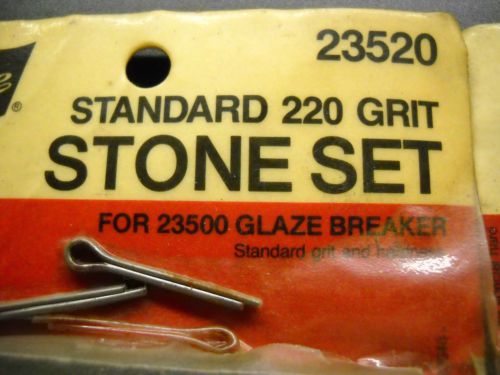 23520
®
STANDARD 220 GRIT
STONE SET
FOR 23500 GLAZE BREAKER
Standard grit and